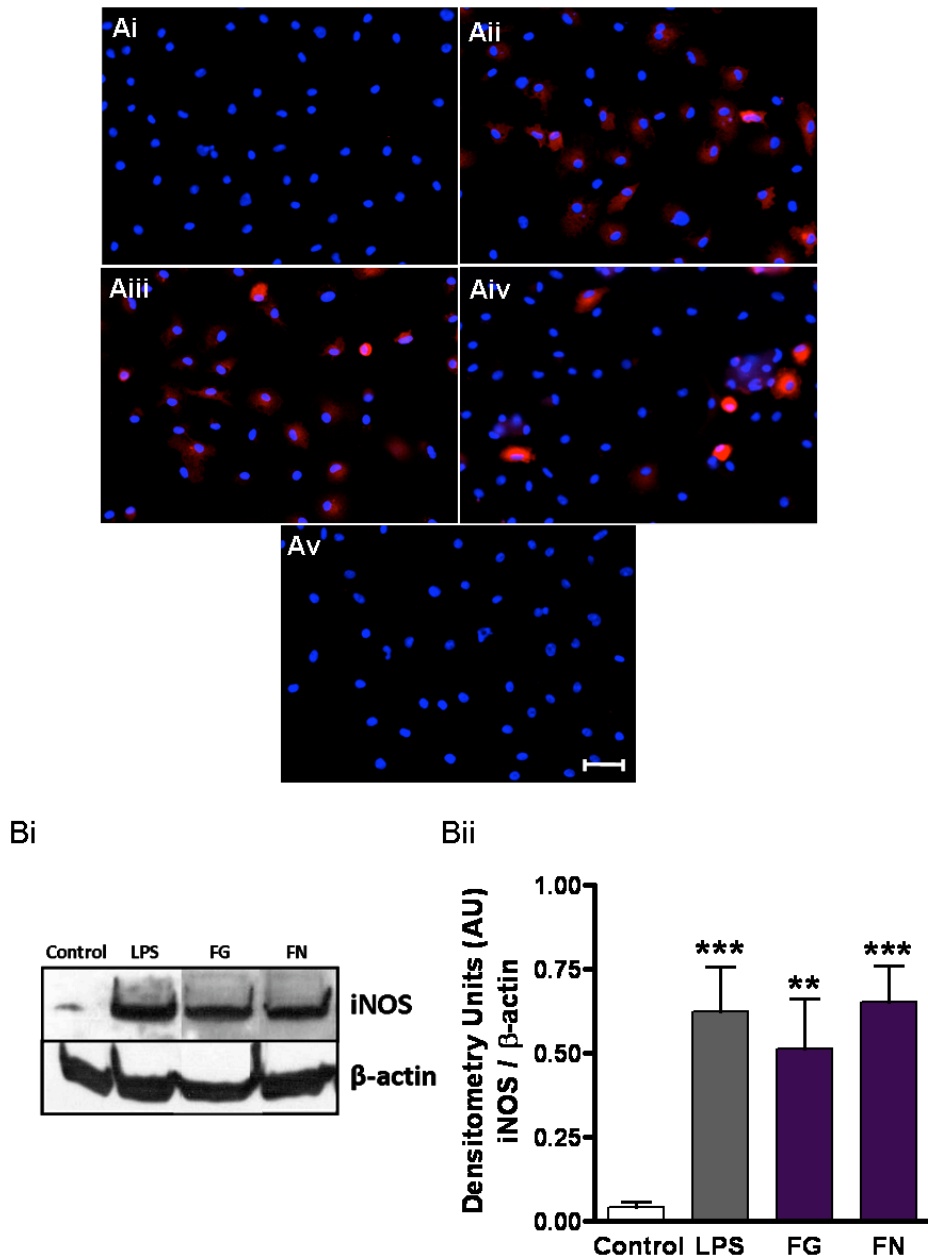 Ai
Aii
Aiii
Aiv
Av
Bi
Control LPS FG FN
iNOS
β-actin
Bii
Densitometry Units (AU)
iNOS / β-actin
1.00
0.75
0.50
0.25
0.00
***
**
***
Control LPS FG FN